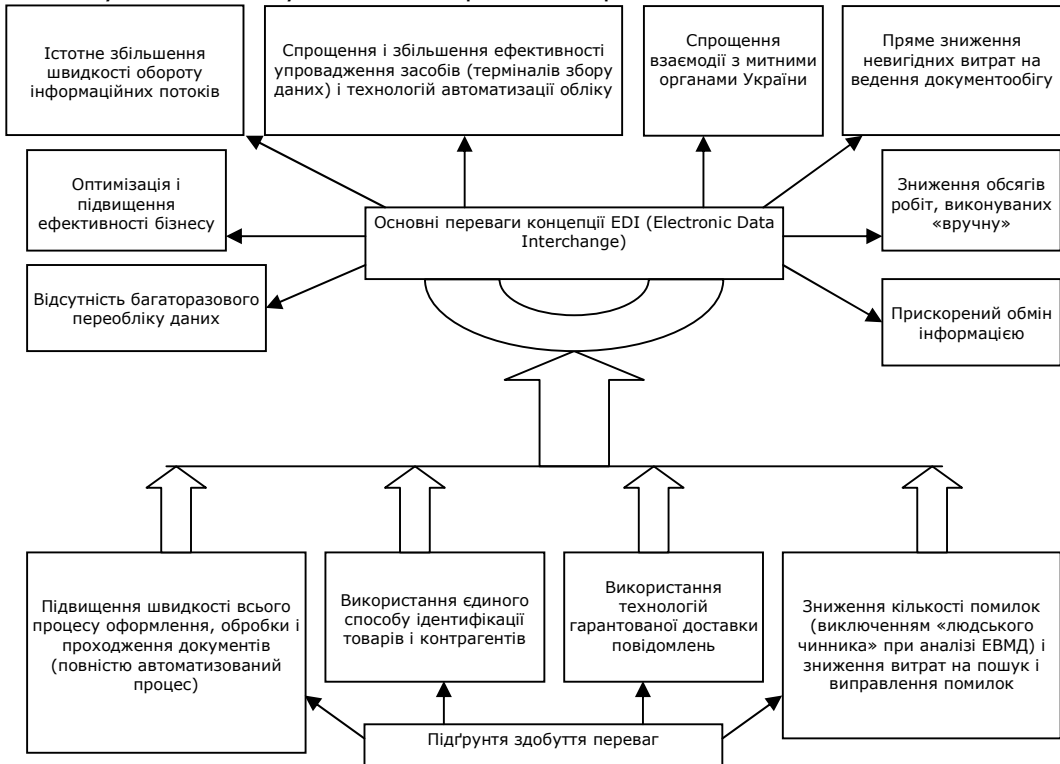 Істотне збільшення
швидкості обороту
інформаційних потоків
Спрощення і збільшення ефективності
упровадження засобів (терміналів збору
даних) і технологій автоматизації обліку
Спрощення
взаємодії з митними
органами України
Пряме зниження
невигідних витрат на
ведення документообігу
Оптимізація і
підвищення
ефективності бізнесу
Основні переваги концепції EDI (Electronic Data
Interchange)
Зниження обсягів
робіт, виконуваних
«вручну»
Відсутність багаторазового
переобліку даних
Прискорений обмін
інформацією
Підвищення швидкості всього
процесу оформлення, обробки і
проходження документів
(повністю автоматизований
процес)
Використання єдиного
способу ідентифікації
товарів і контрагентів
Використання
технологій
гарантованої доставки
повідомлень
Зниження кількості помилок
(виключенням «людського
чинника» при аналізі ЕВМД) і
зниження витрат на пошук і
виправлення помилок
Підґрунтя здобуття переваг